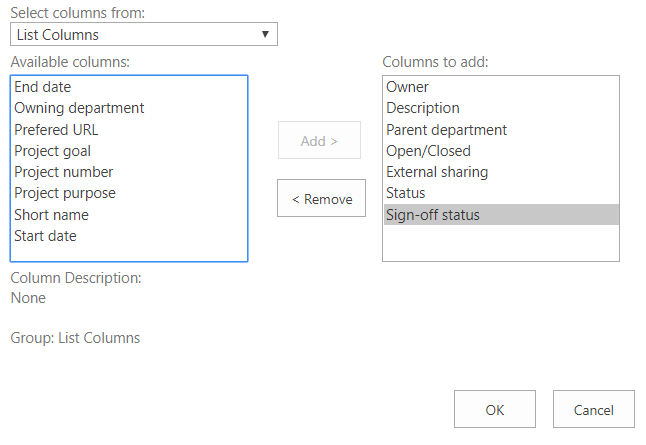 Select columns from:
List Columns
Available columns:
End date
Owning department
Prefered URL
Project goal
Project number
Project purpose
Short name
Start date
Add >
< Remove
Columns to add:
Owner
Description
Parent department
Open/Closed
External sharing
Status
Sign-off status
Column Description:
None
Group: List Columns
OK
Cancel